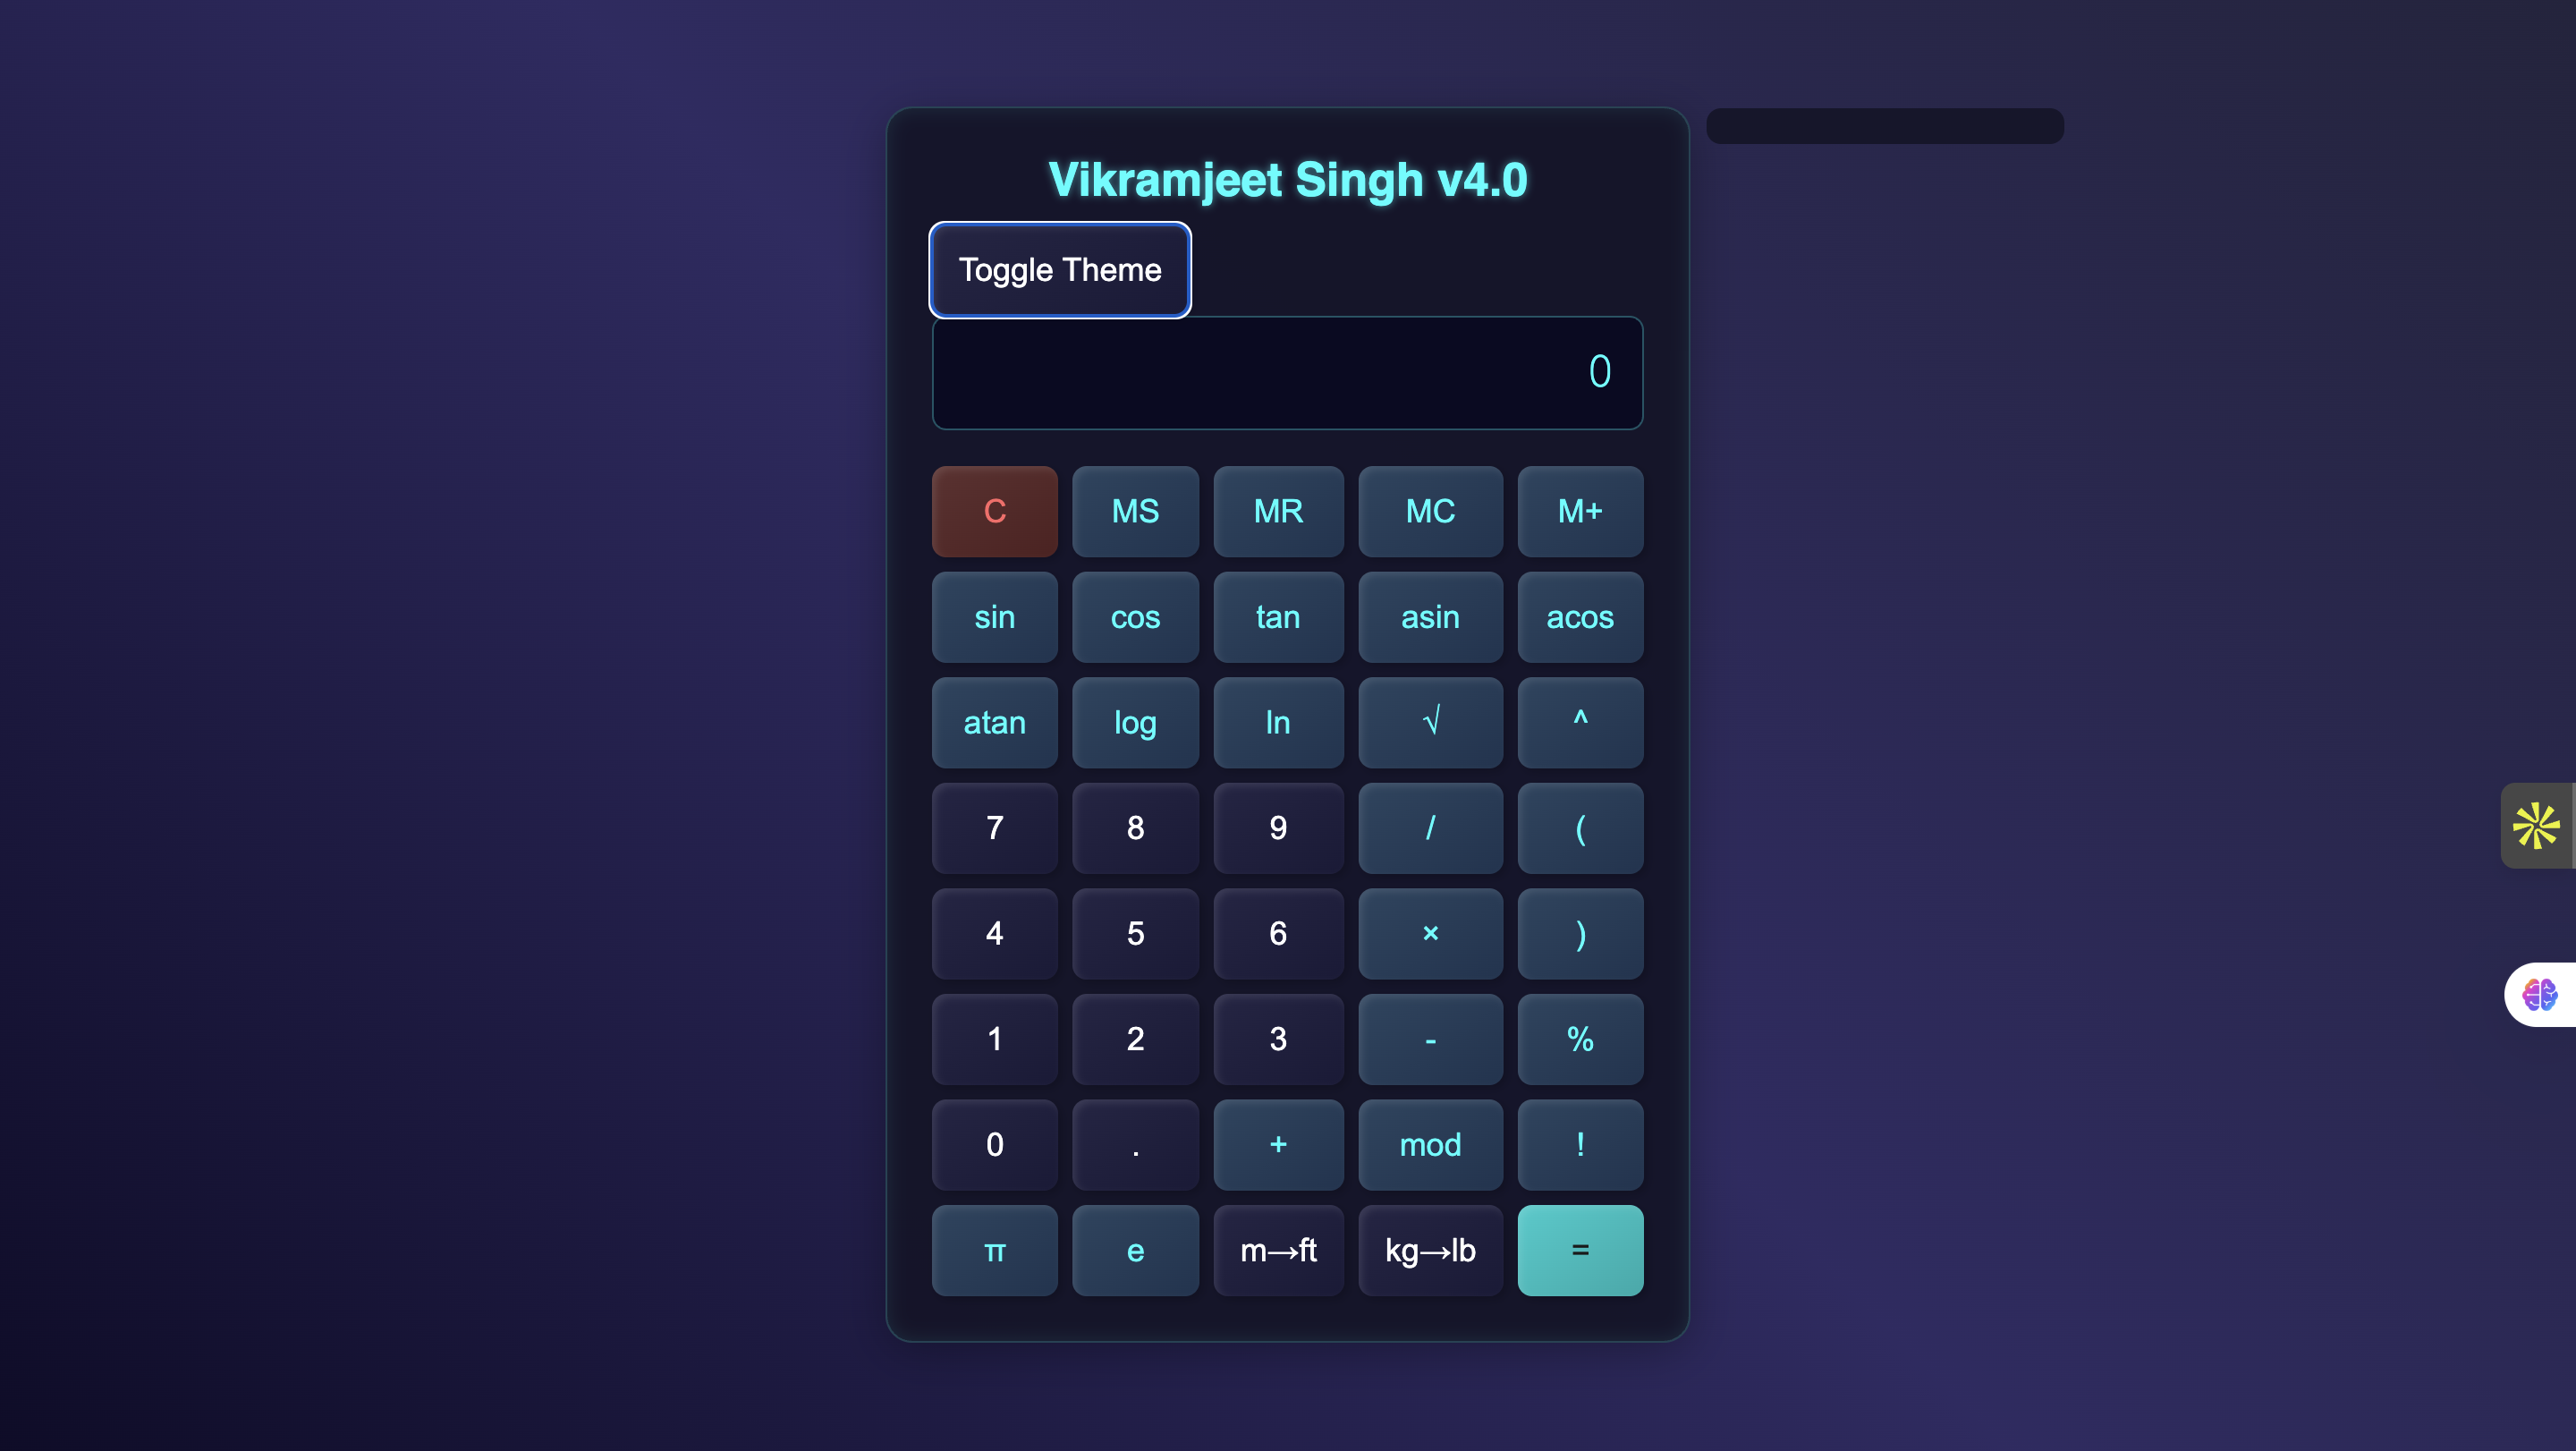 Vikramjeet Singh v4.0
Toggle Theme
0
C MS MR MC M+
sin cos tan asin acos
atan log ln √ ^
7 8 9 / (
4 5 6 × )
1 2 3 - %
0 . + mod !
π e m→ft kg→lb =